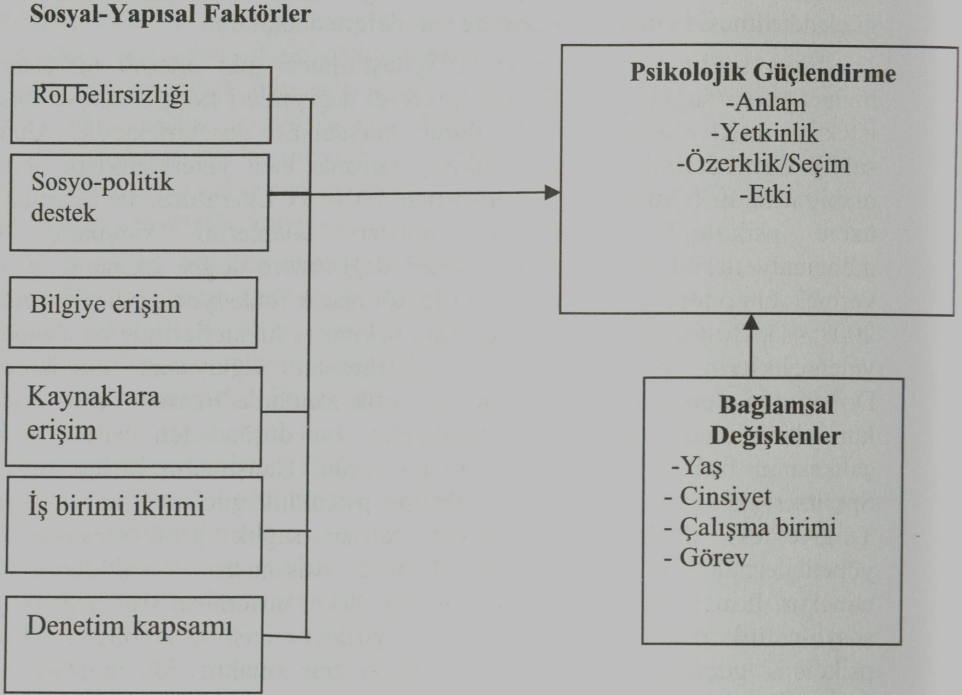 Sosyal-Yapısal Faktörler
Rol belirsizliği
Sosyo-politik
destek
Bilgiye erişim
Kaynaklara
erişim
İş birimi iklimi
Denetim kapsamı
Psikolojik Güçlendirme
-Anlam
-Yetkinlik
-Özerklik/Seçim
-Etki
Bağlamsal
Değişkenler
-Yaş
- Cinsiyet
- Çalışma birimi
- Görev